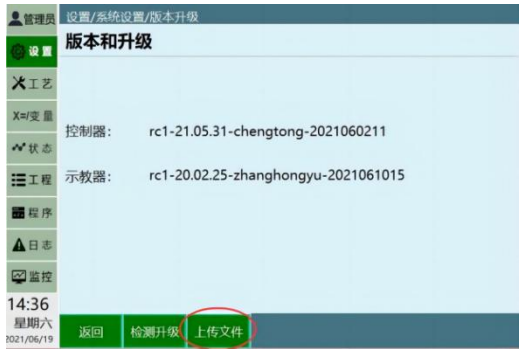 管理员
设置/系统设置/版本升级
设置
版本和升级
工艺
X=/变量
控制器： rc1-21.05.31-chengtong-2021060211
状态
示教器： rc1-20.02.25-zhanghongyu-2021061015
工程
程序
日志
监控
14:36
星期六
2021/06/19
返回 检测升级 上传文件